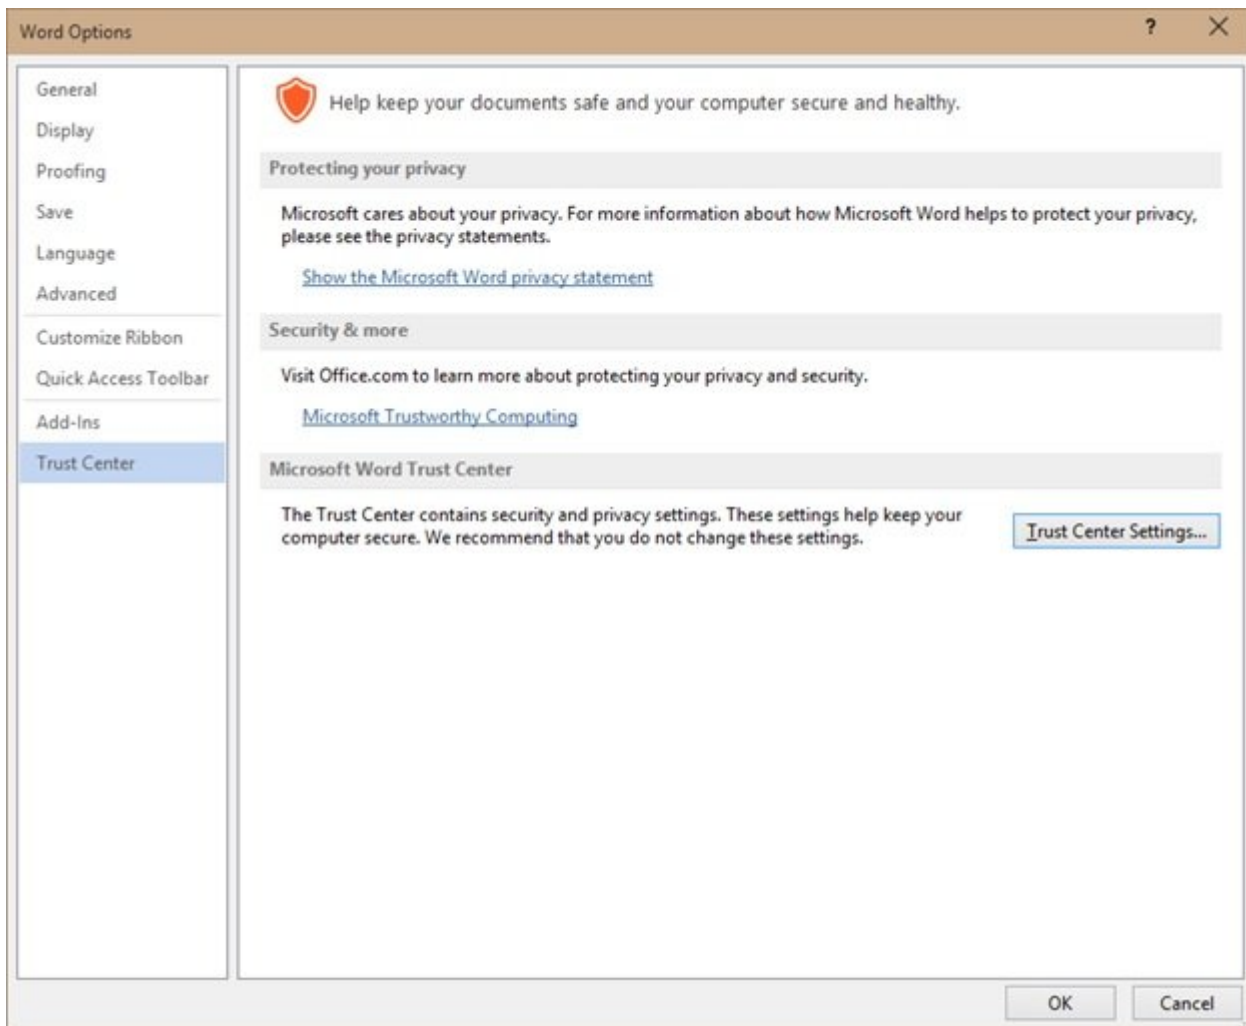 Word Options
?
General
Display
Proofing
Save
Language
Advanced
Customize Ribbon
Quick Access Toolbar
Add-Ins
Trust Center
Help keep your documents safe and your computer secure and healthy.
Protecting your privacy
Microsoft cares about your privacy. For more information about how Microsoft Word helps to protect your privacy,
please see the privacy statements.
Show the Microsoft Word privacy statement
Security & more
Visit Office.com to learn more about protecting your privacy and security.
Microsoft Trustworthy Computing
Microsoft Word Trust Center
The Trust Center contains security and privacy settings. These settings help keep your
computer secure. We recommend that you do not change these settings.
Trust Center Settings...
OK
Cancel